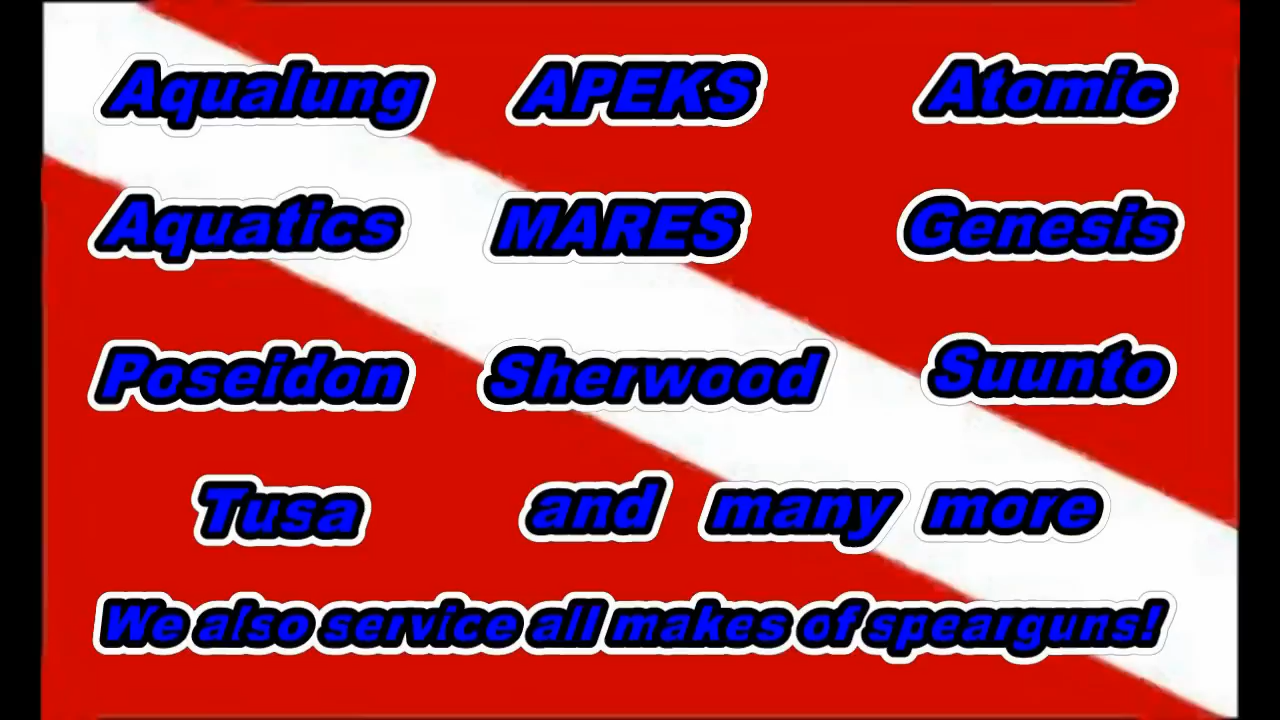 Aqualung APEKS Atomic
Aquatics MARES Genesis
Poseidon Sherwood Suunto
Tusa and many more
We also service all makes of spearguns!